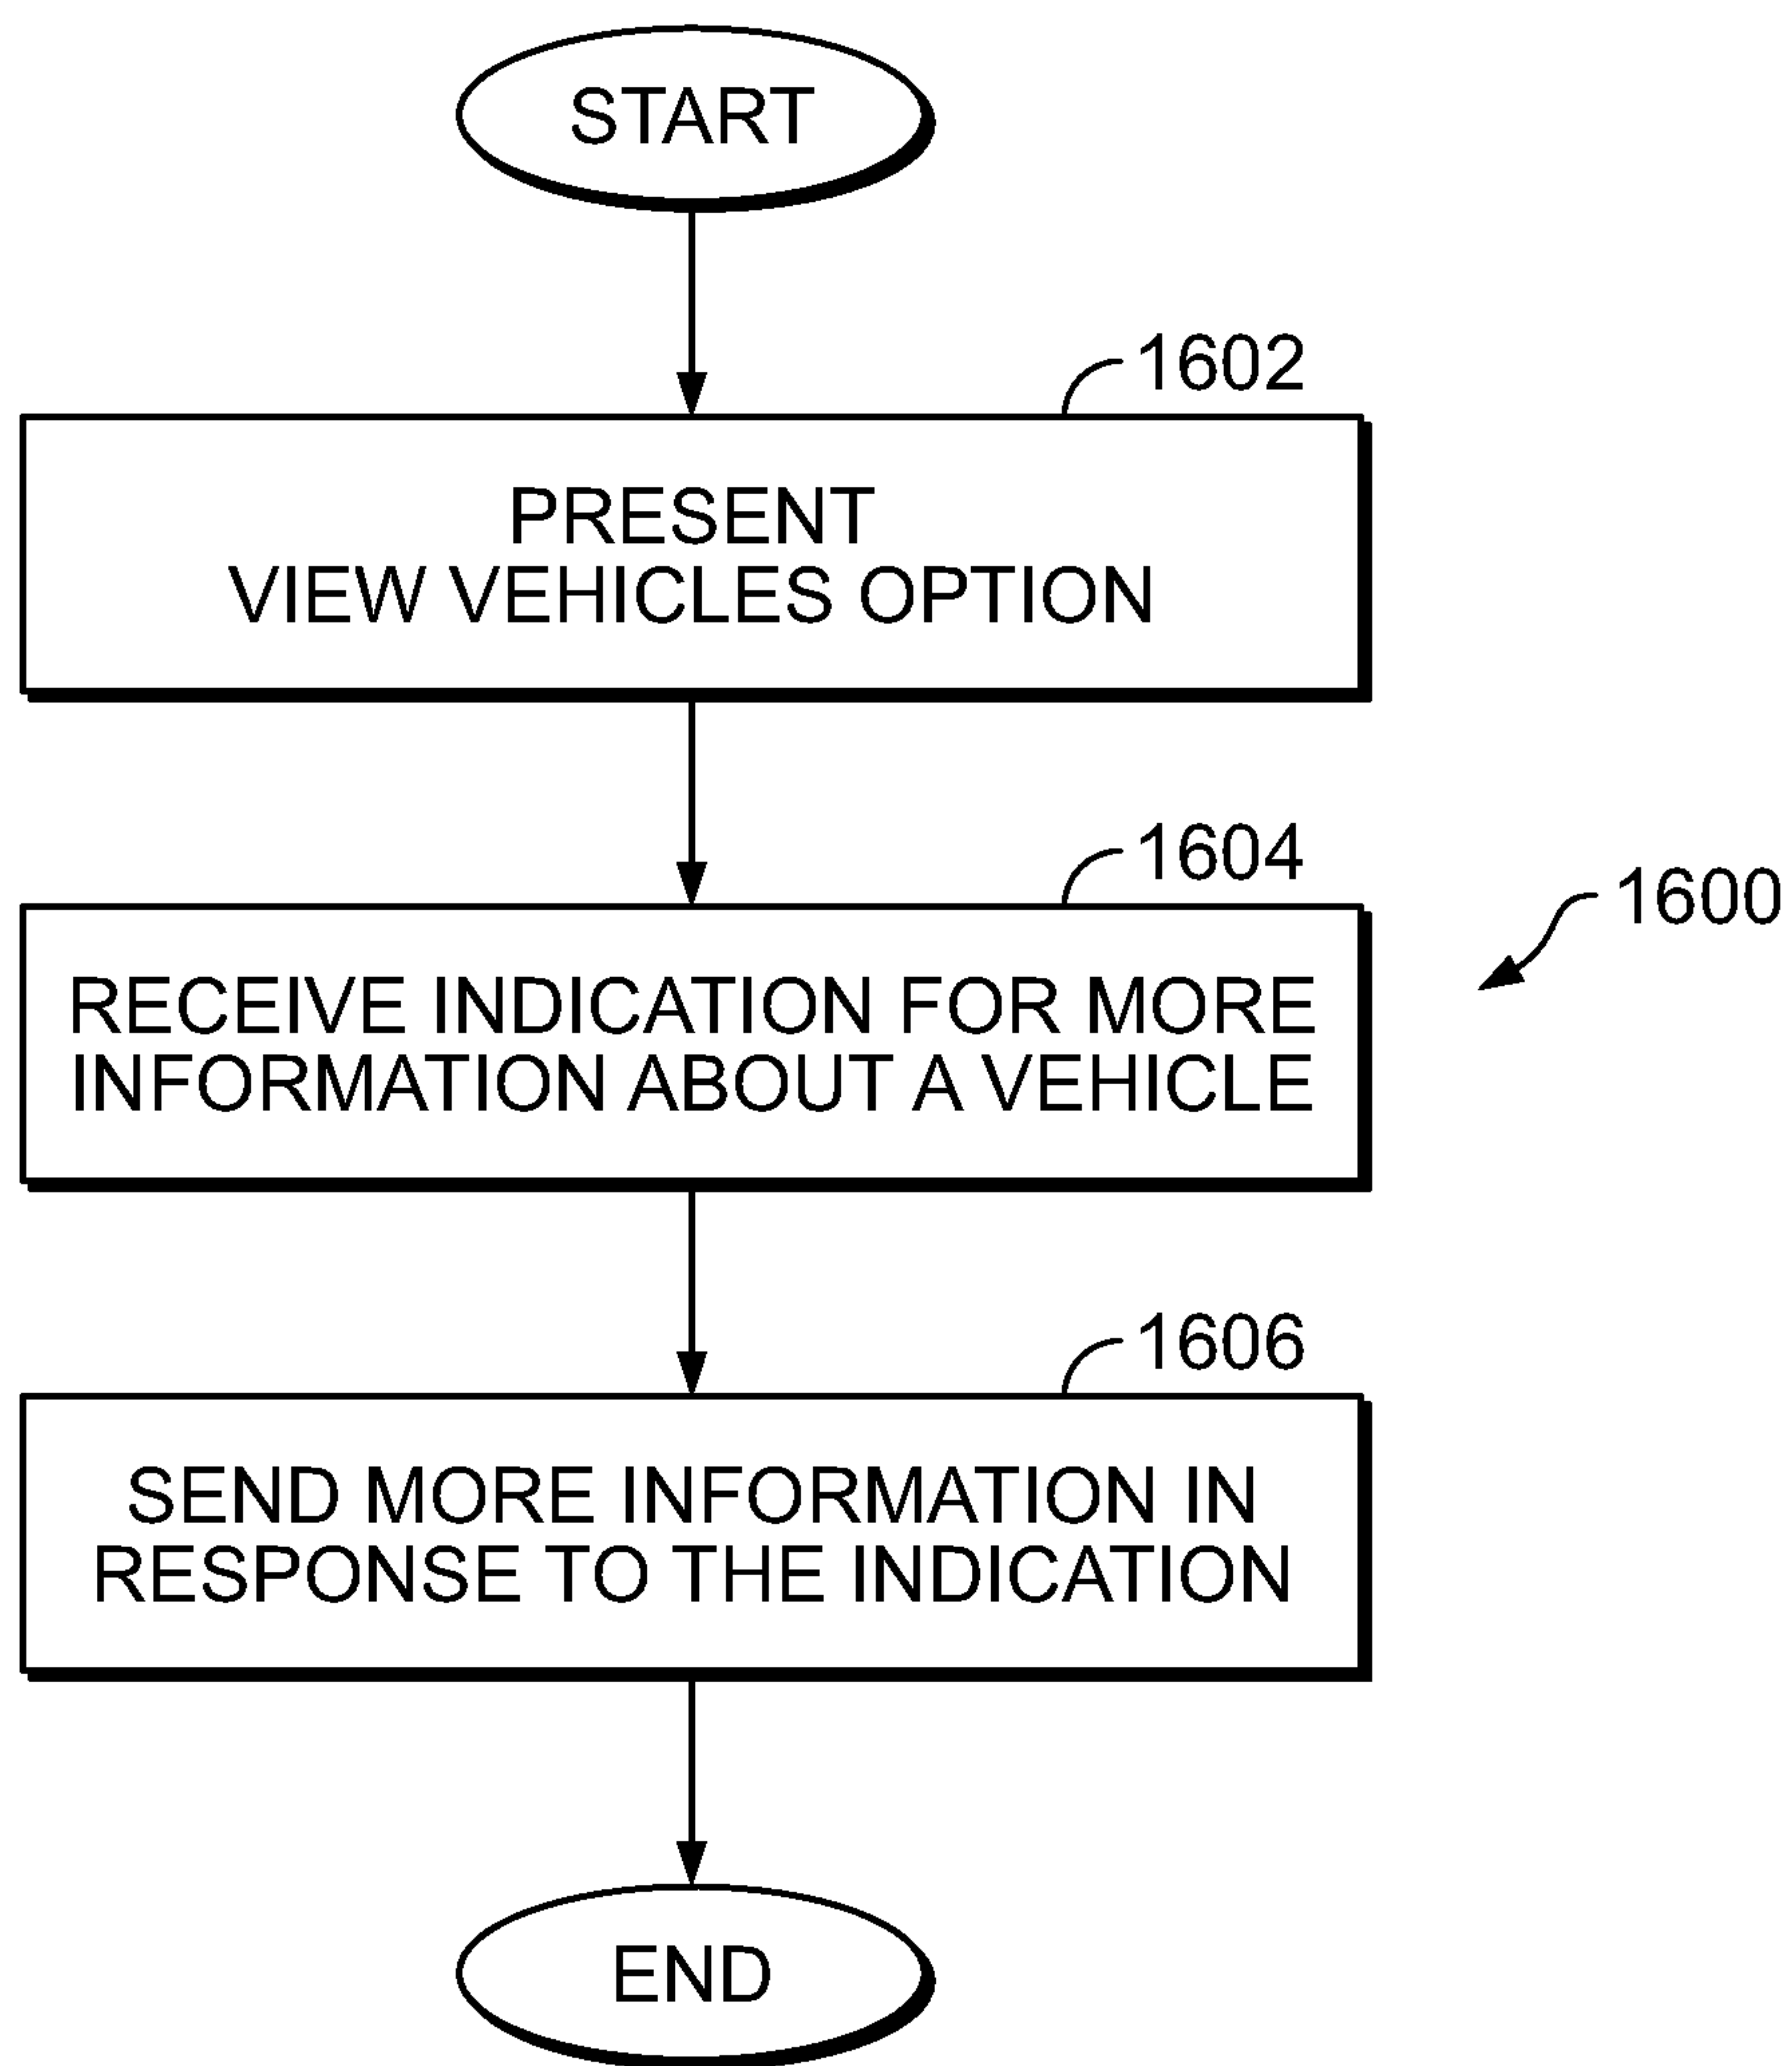 START
1602
PRESENT
VIEW VEHICLES OPTION
1604
1600
RECEIVE INDICATION FOR MORE
INFORMATION ABOUT A VEHICLE
1606
SEND MORE INFORMATION IN
RESPONSE TO THE INDICATION
END